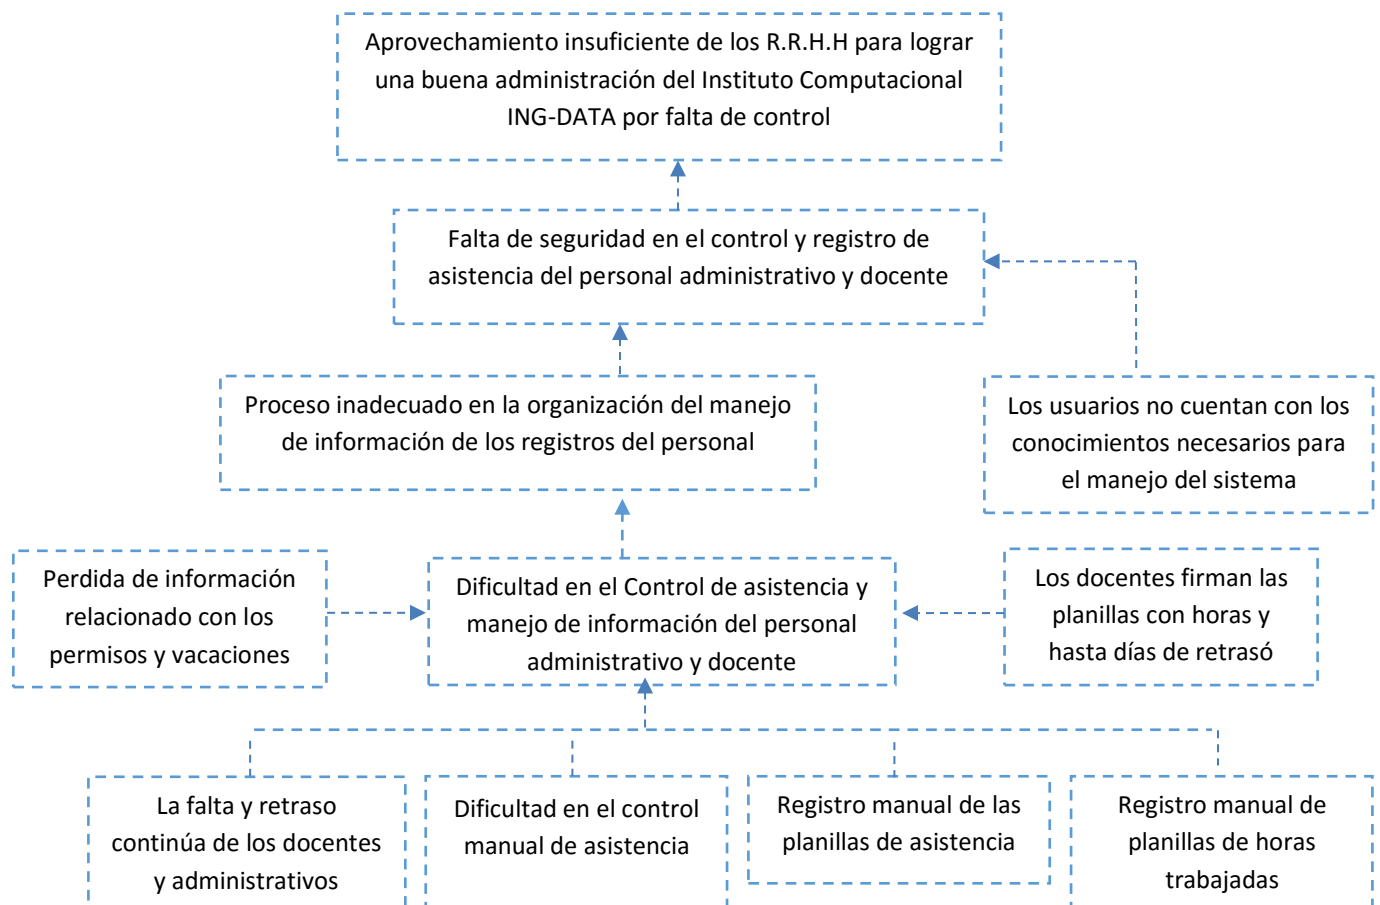 Aprovechamiento insuficiente de los R.R.H.H para lograr
una buena administración del Instituto Computacional
ING-DATA por falta de control
Falta de seguridad en el control y registro de
asistencia del personal administrativo y docente
Proceso inadecuado en la organización del manejo
de información de los registros del personal
Los usuarios no cuentan con los
conocimientos necesarios para
el manejo del sistema
Perdida de información
relacionado con los
permisos y vacaciones
Dificultad en el Control de asistencia y
manejo de información del personal
administrativo y docente
Los docentes firman las
planillas con horas y
hasta días de retrasó
La falta y retraso
continúa de los docentes
y administrativos
Dificultad en el control
manual de asistencia
Registro manual de las
planillas de asistencia
Registro manual de
planillas de horas
trabajadas